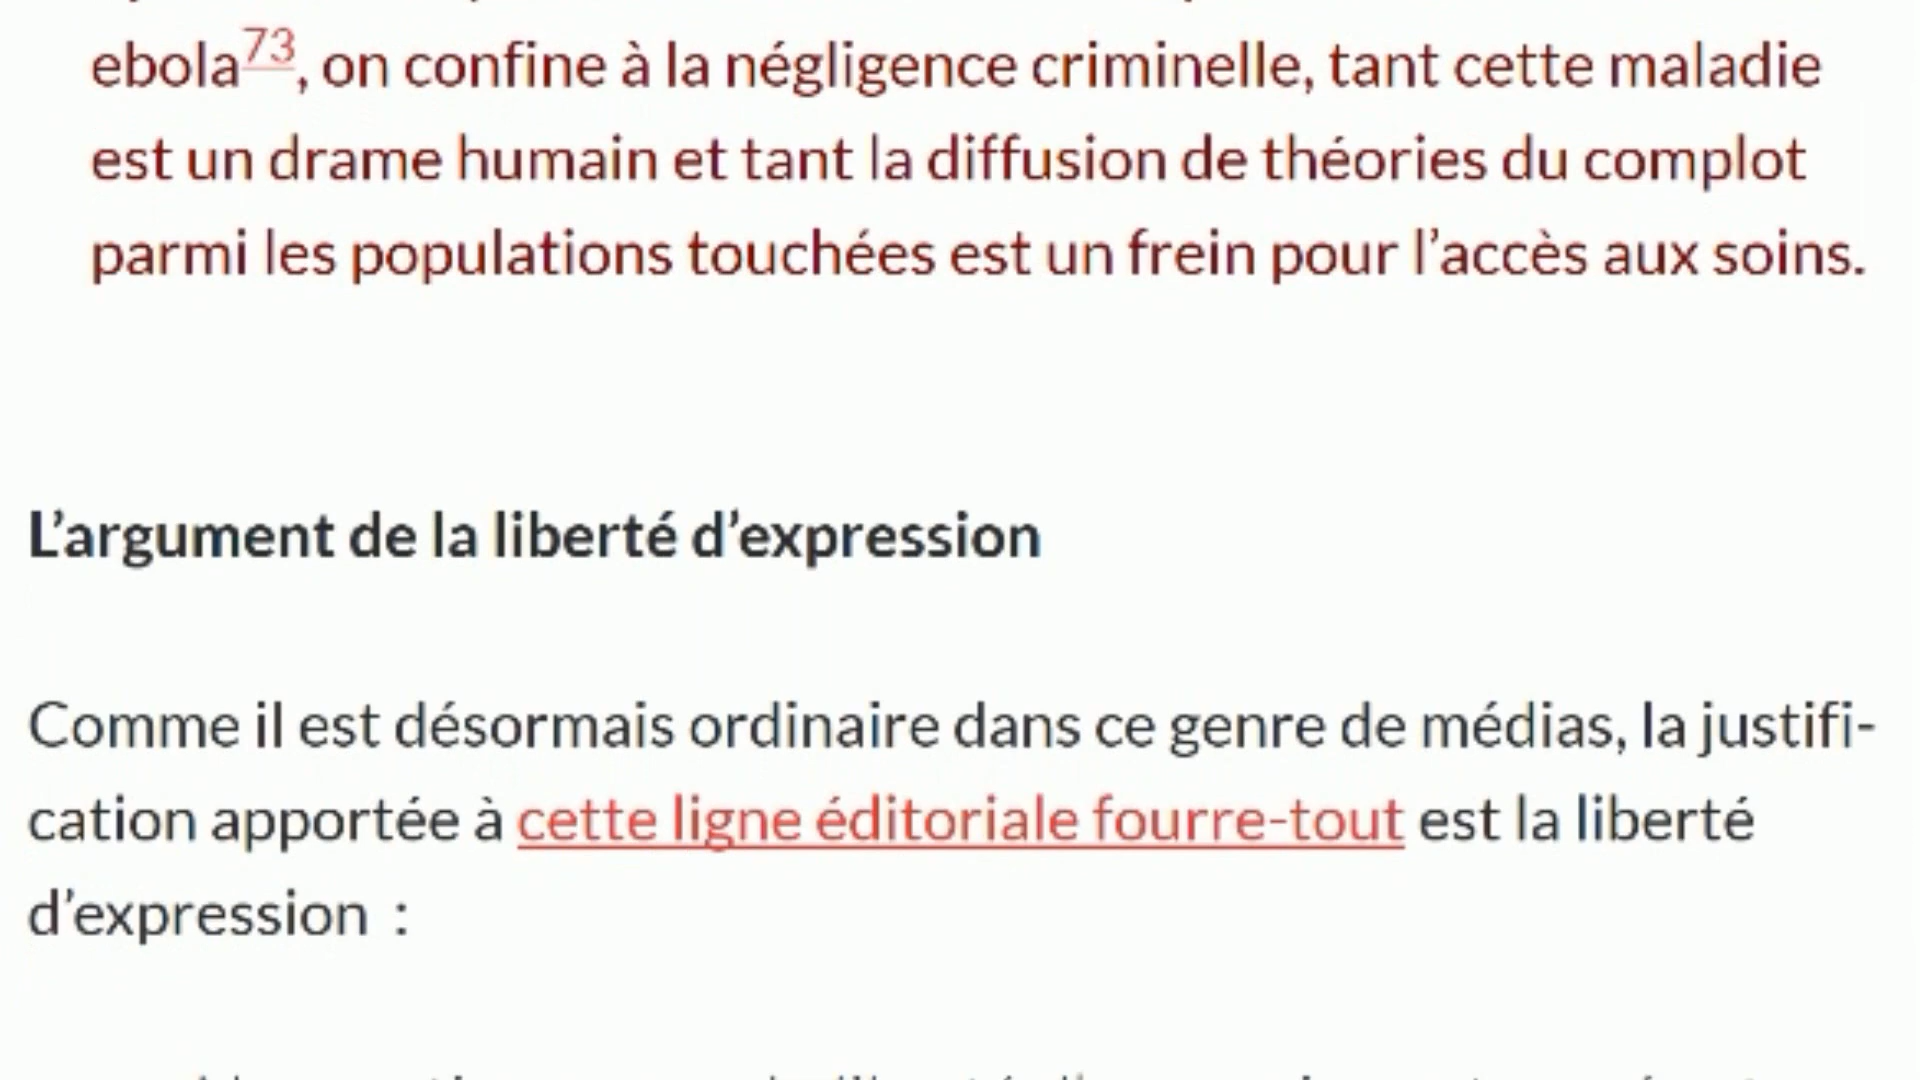 ebola73, on confine à la négligence criminelle, tant cette maladie
est un drame humain et tant la diffusion de théories du complot
parmi les populations touchées est un frein pour l’accès aux soins.
L’argument de la liberté d’expression
Comme il est désormais ordinaire dans ce genre de médias, la justifi-
cation apportée à cette ligne éditoriale fourre-tout est la liberté
d’expression :